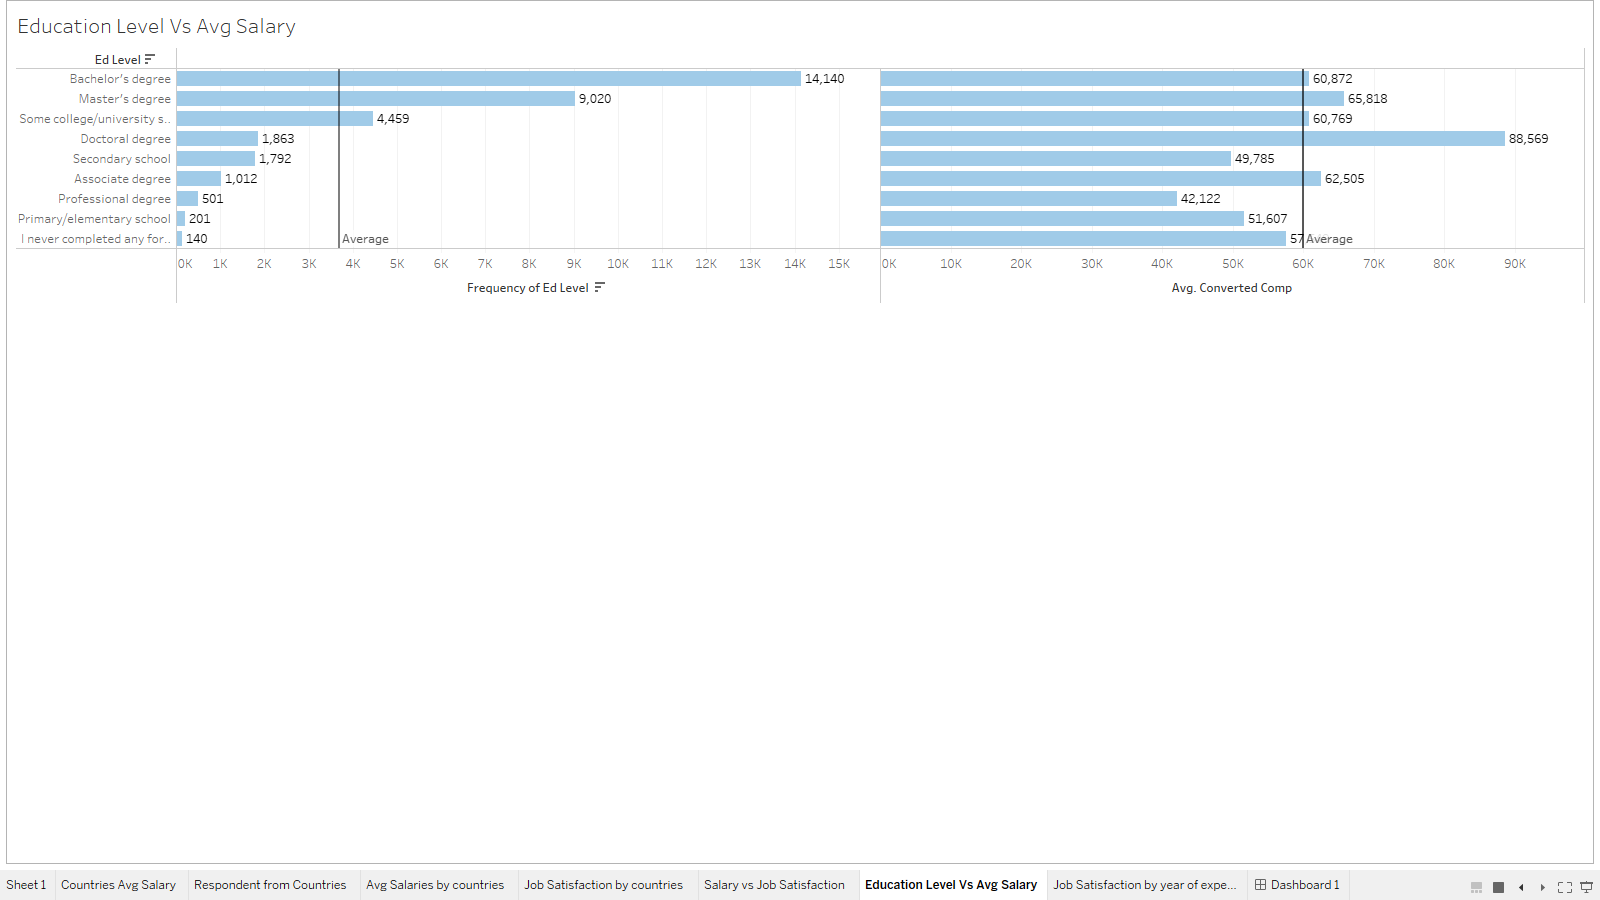 Education Level Vs Avg Salary
Ed Level
Bachelor's degree 14,140 60,872
Master's degree 9,020 65,818
Some college/university s.. 4,459 60,769
Doctoral degree 1,863 88,569
Secondary school 1,792 49,785
Associate degree 1,012 62,505
Professional degree 501 42,122
Primary/elementary school 201 51,607
I never completed any for.. 140 Average 57 Average
0K 1K 2K 3K 4K 5K 6K 7K 8K 9K 10K 11K 12K 13K 14K 15K 0K 10K 20K 30K 40K 50K 60K 70K 80K 90K
Frequency of Ed Level Avg. Converted Comp
Sheet 1 Countries Avg Salary Respondent from Countries Avg Salaries by countries Job Satisfaction by countries Salary vs Job Satisfaction Education Level Vs Avg Salary Job Satisfaction by year of expe... Dashboard 1